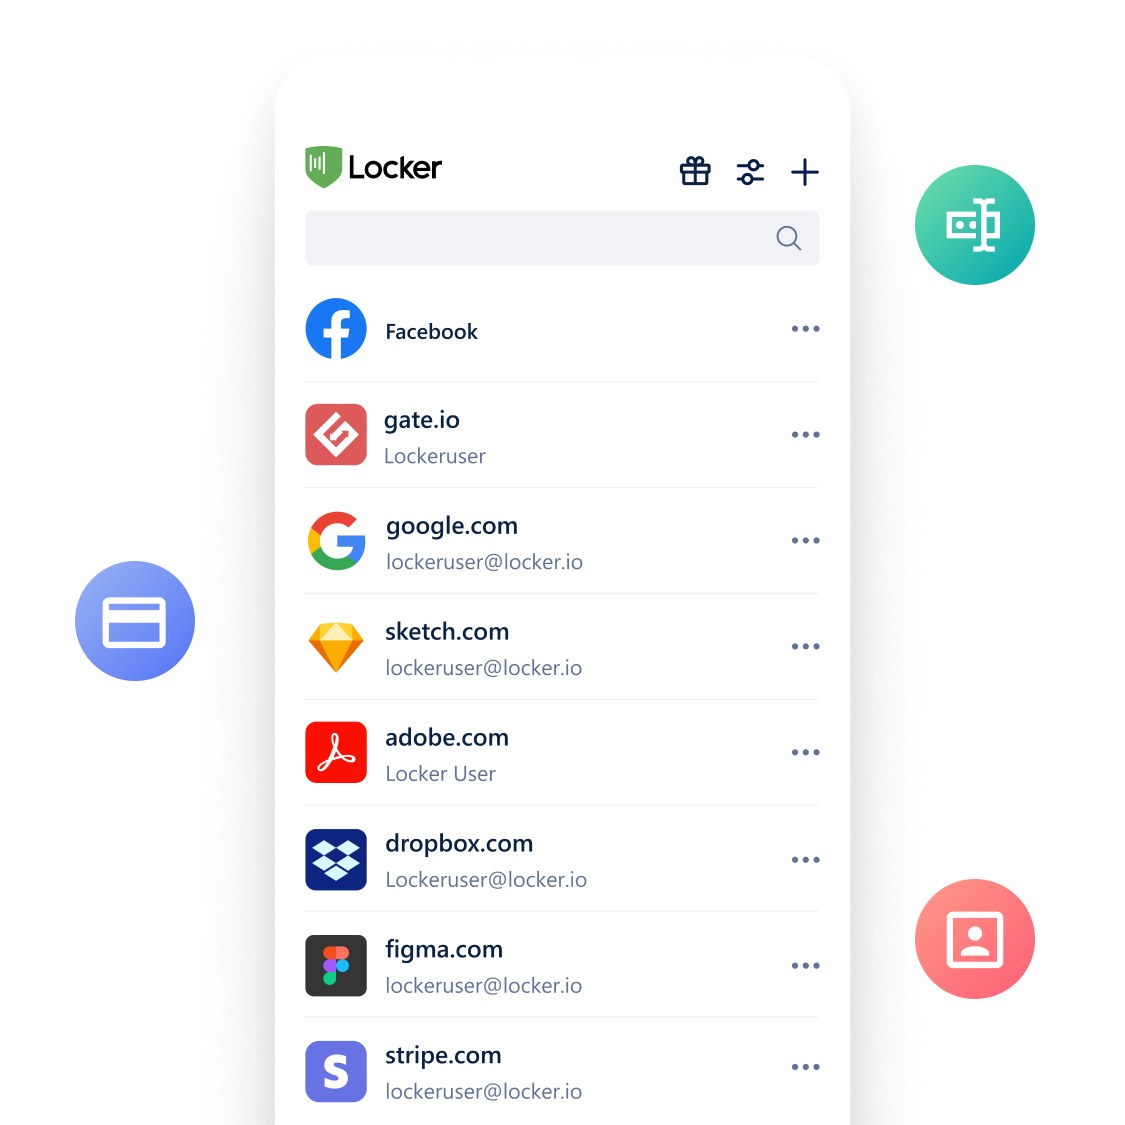 Locker
Facebook
gate.io
Lockeruser
google.com
lockeruser@locker.io
sketch.com
lockeruser@locker.io
adobe.com
Locker User
dropbox.com
Lockeruser@locker.io
figma.com
lockeruser@locker.io
stripe.com
lockeruser@locker.io